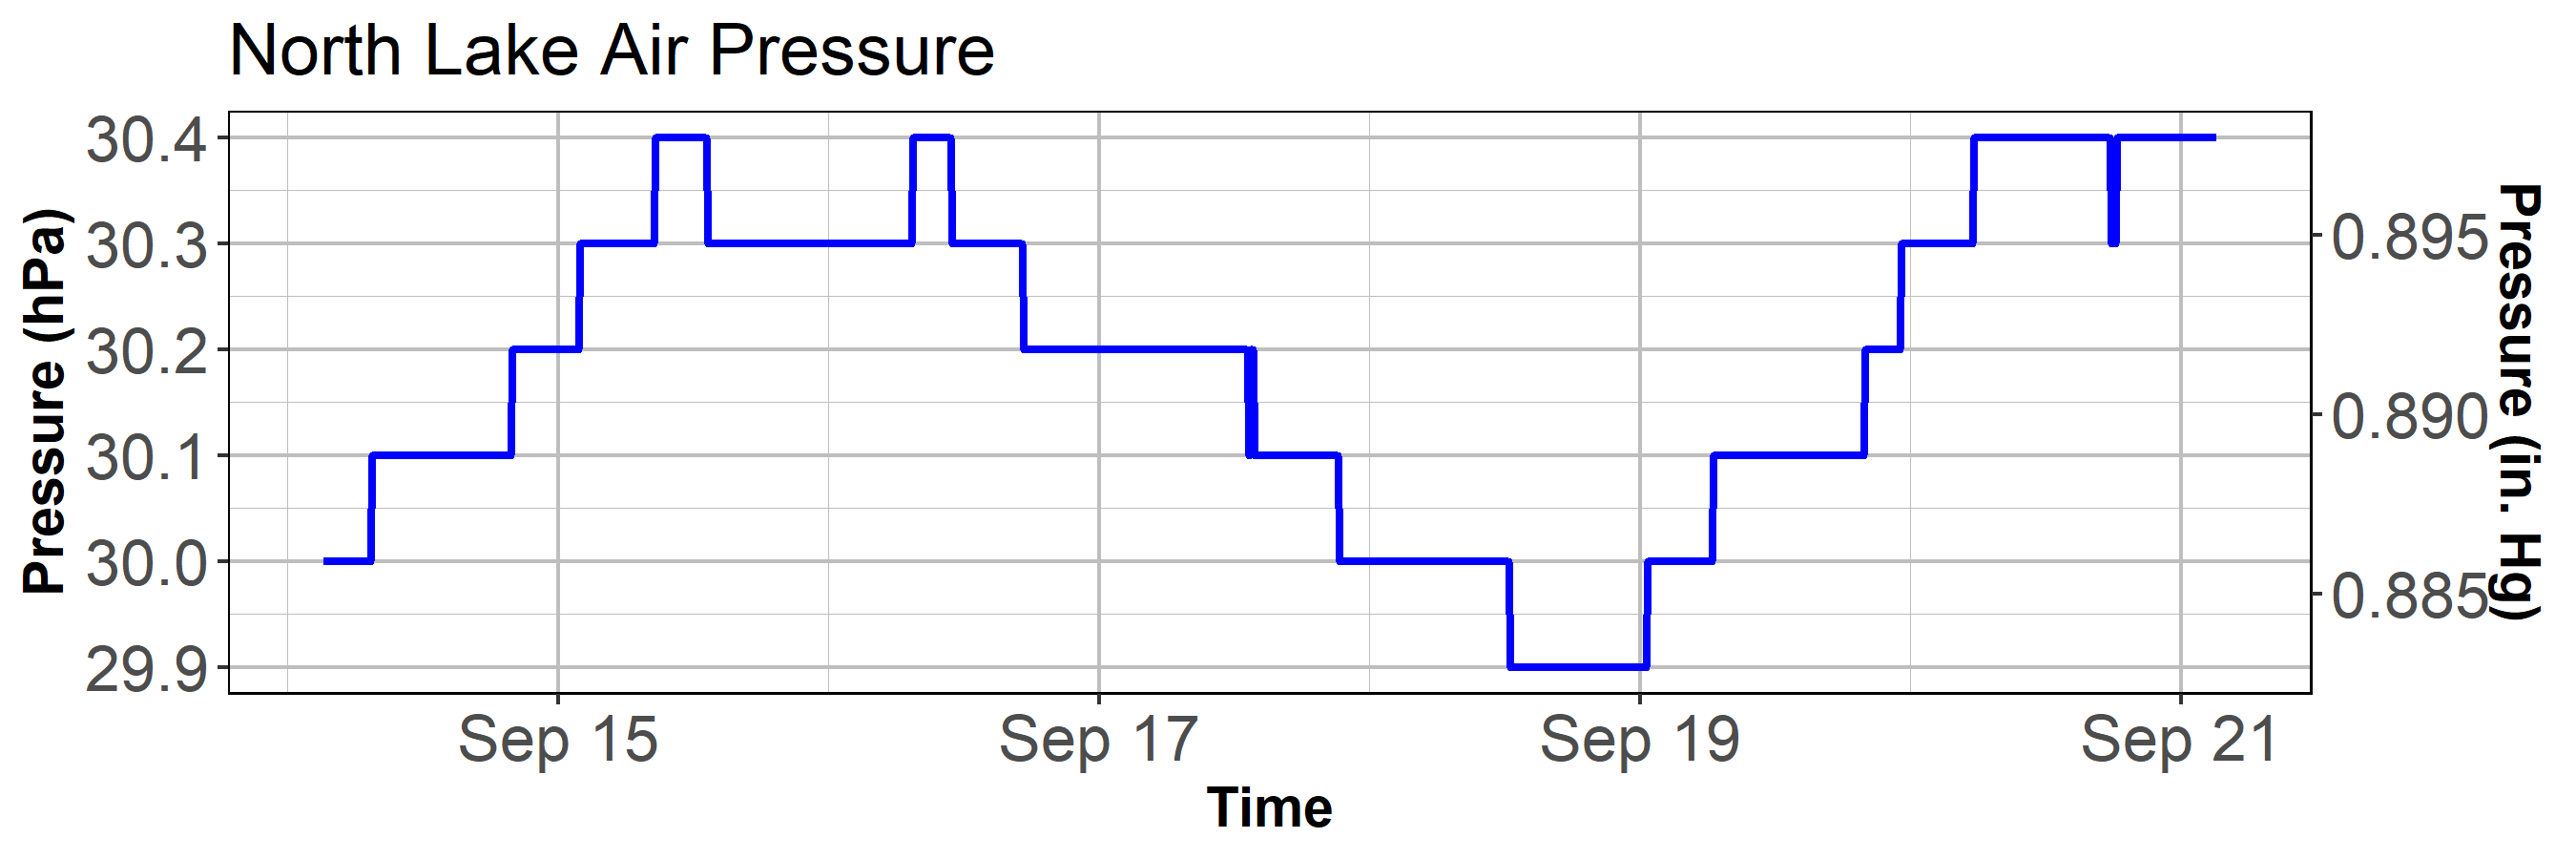 North Lake Air Pressure
Pressure (hPa)
30.4
30.3
30.2
30.1
30.0
29.9
0.895
0.890
0.885
Pressure (in. Hg)
Sep 15 Sep 17 Sep 19 Sep 21
Time